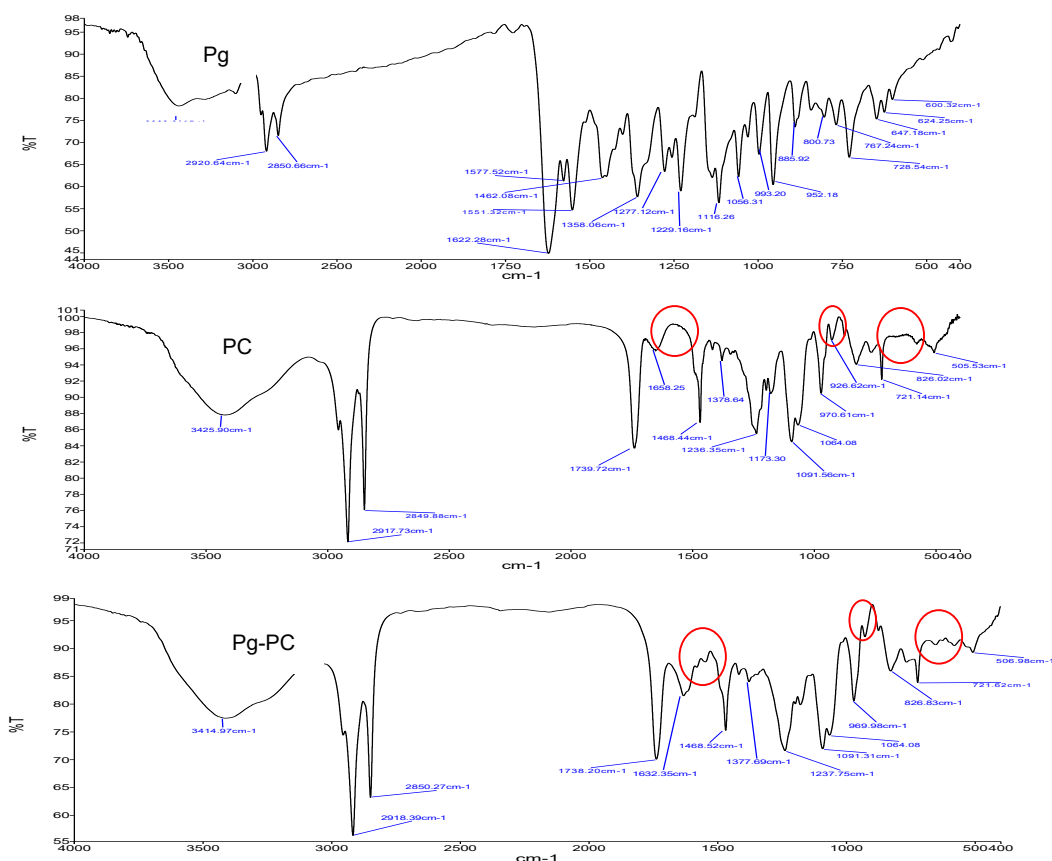 98
95
90
85
80
75
70
65
60
55
50
45
44
%T
Pg
2920.64cm-1
2850.66cm-1
1622.28cm-1
1577.52cm-1
1551.32cm-1
1462.08cm-1
1358.06cm-1
1277.12cm-1
1229.16cm-1
1116.26
1056.31
993.20
952.18
885.92
800.73
767.24cm-1
728.54cm-1
647.18cm-1
624.25cm-1
600.32cm-1
4000 3500 3000 2500 2000 1750 1500 1250 1000 750 500 400
cm-1
101
100
98
96
94
92
90
88
86
84
82
80
78
76
74
72
71
%T
PC
3425.90cm-1
2917.73cm-1
2849.88cm-1
1739.72cm-1
1658.25
1468.44cm-1
1378.64
1236.35cm-1
1173.30
1091.56cm-1
1064.08
970.61cm-1
926.62cm-1
826.02cm-1
721.14cm-1
505.53cm-1
4000 3000 2500 2000 1500 1000 500400
cm-1
99
95
90
85
80
75
70
65
60
55
%T
Pg-PC
3414.97cm-1
2918.39cm-1
2850.27cm-1
1738.20cm-1
1632.35cm-1
1468.52cm-1
1377.69cm-1
1237.75cm-1
1091.31cm-1
1064.08
969.98cm-1
826.83cm-1
721.62cm-1
506.98cm-1
4000 3500 3000 2500 2000 1500 1000 500400
cm-1